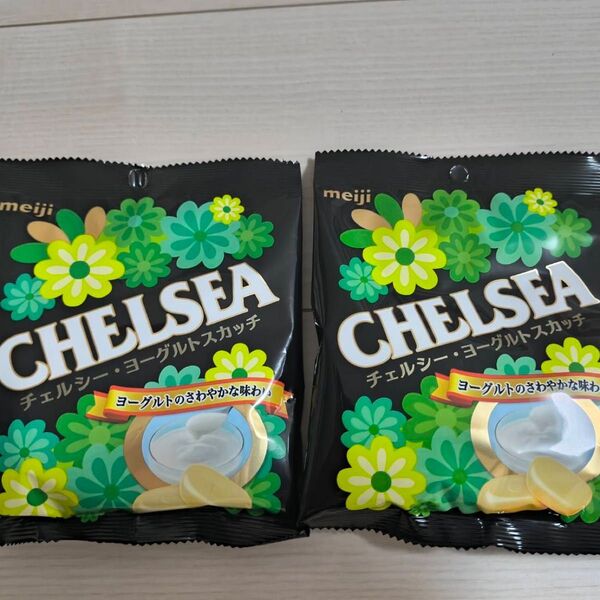 meiji
CHELSEA
チェルシー・ヨーグルトスカッチ
ヨーグルトのさわやかな味わい
meiji
CHELSEA
チェルシー・ヨーグルトスカッチ
ヨーグルトのさわやかな味わ